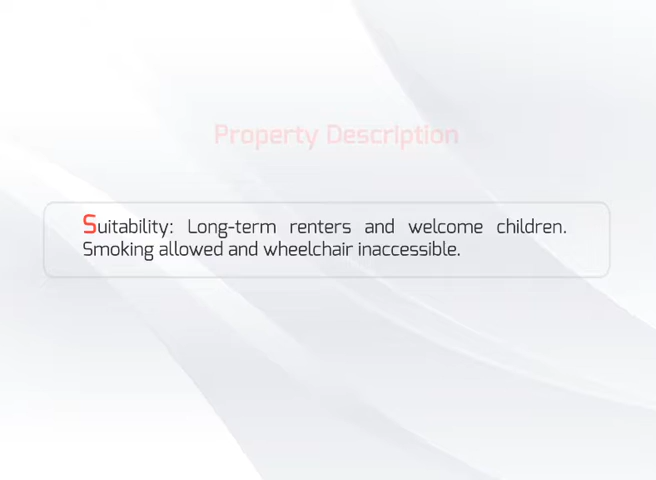 Property Description
Suitability: Long-term renters and welcome children.
Smoking allowed and wheelchair inaccessible.